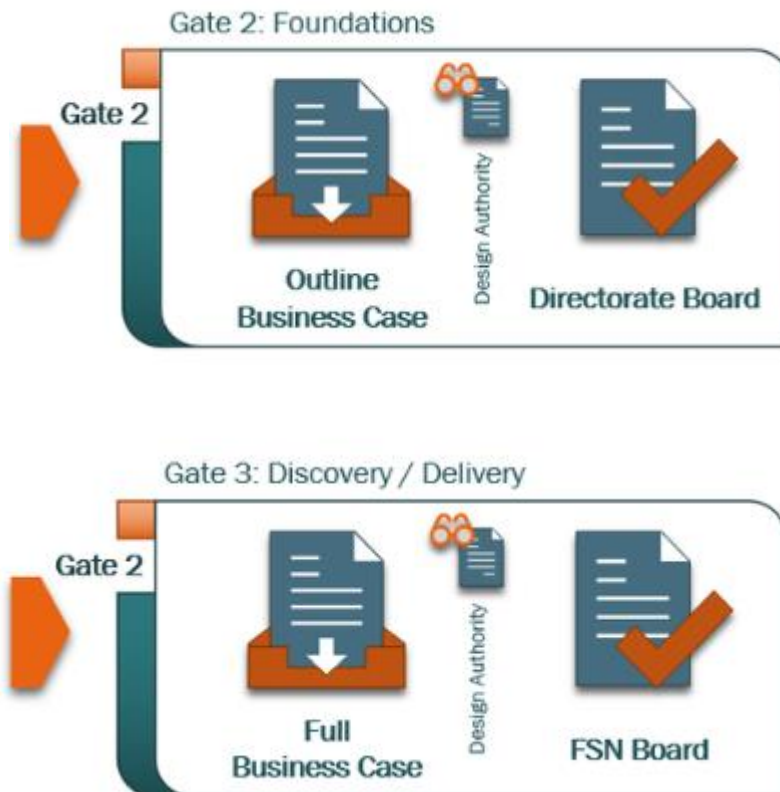 Gate 2: Foundations
Gate 2
Outline
Business Case
Design Authority
Directorate Board
Gate 3: Discovery / Delivery
Gate 2
Full
Business Case
Design Authority
FSN Board